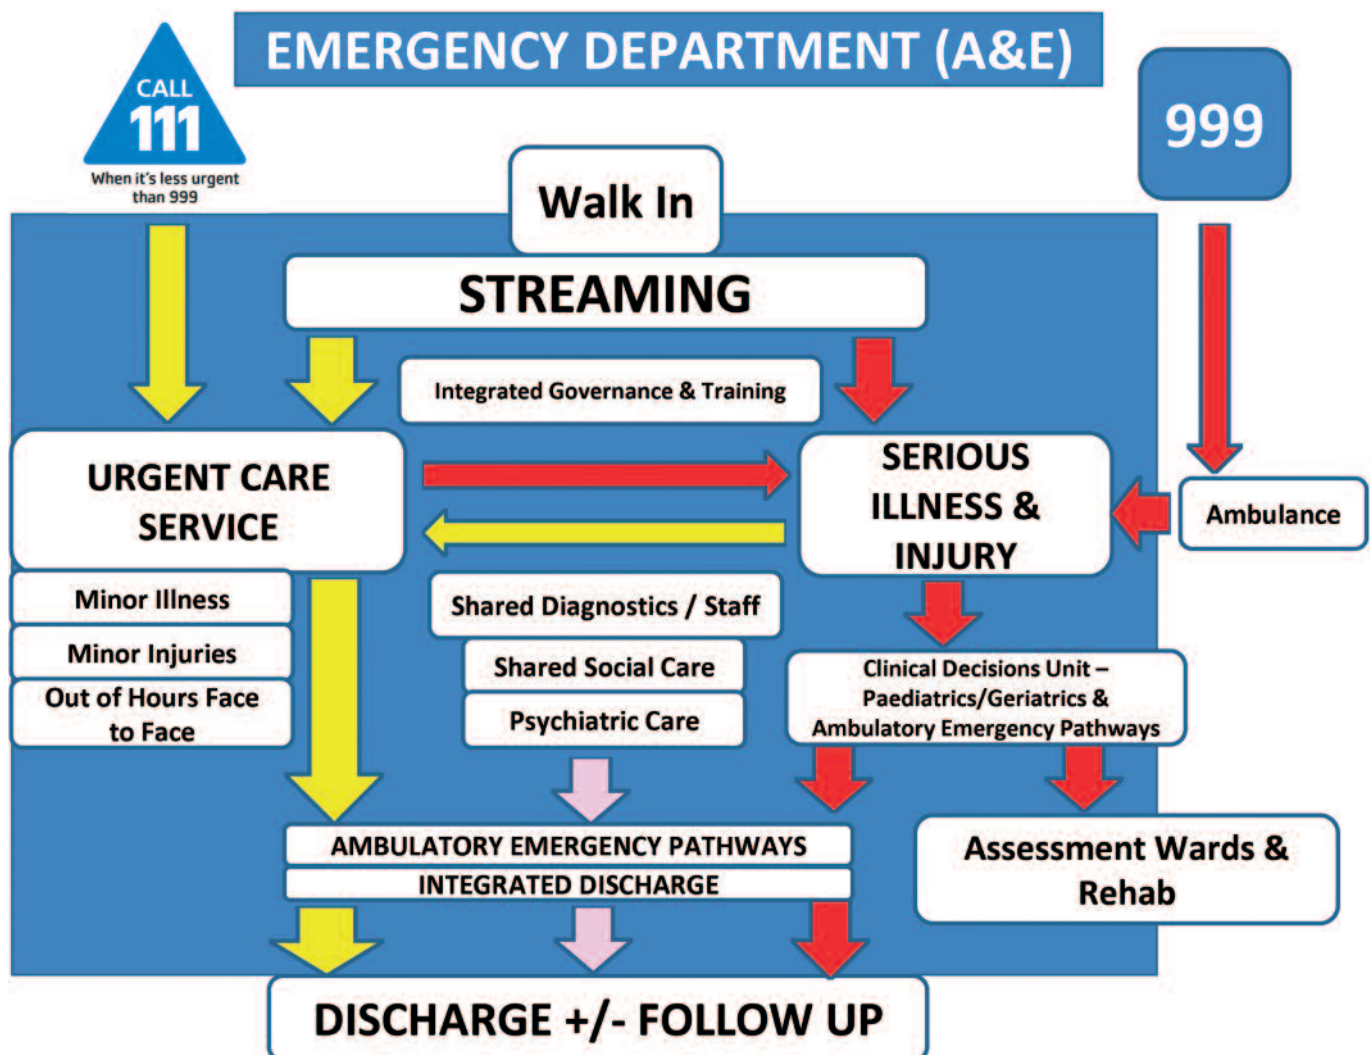 EMERGENCY DEPARTMENT (A&E)
CALL
111
When it's less urgent
than 999
999
Walk In
STREAMING
Integrated Governance & Training
URGENT CARE
SERVICE
SERIOUS
ILLNESS &
INJURY
Ambulance
Minor Illness
Minor Injuries
Out of Hours Face
to Face
Shared Diagnostics / Staff
Shared Social Care
Psychiatric Care
Clinical Decisions Unit –
Paediatrics/Geriatrics &
Ambulatory Emergency Pathways
AMBULATORY EMERGENCY PATHWAYS
INTEGRATED DISCHARGE
Assessment Wards &
Rehab
DISCHARGE +/- FOLLOW UP